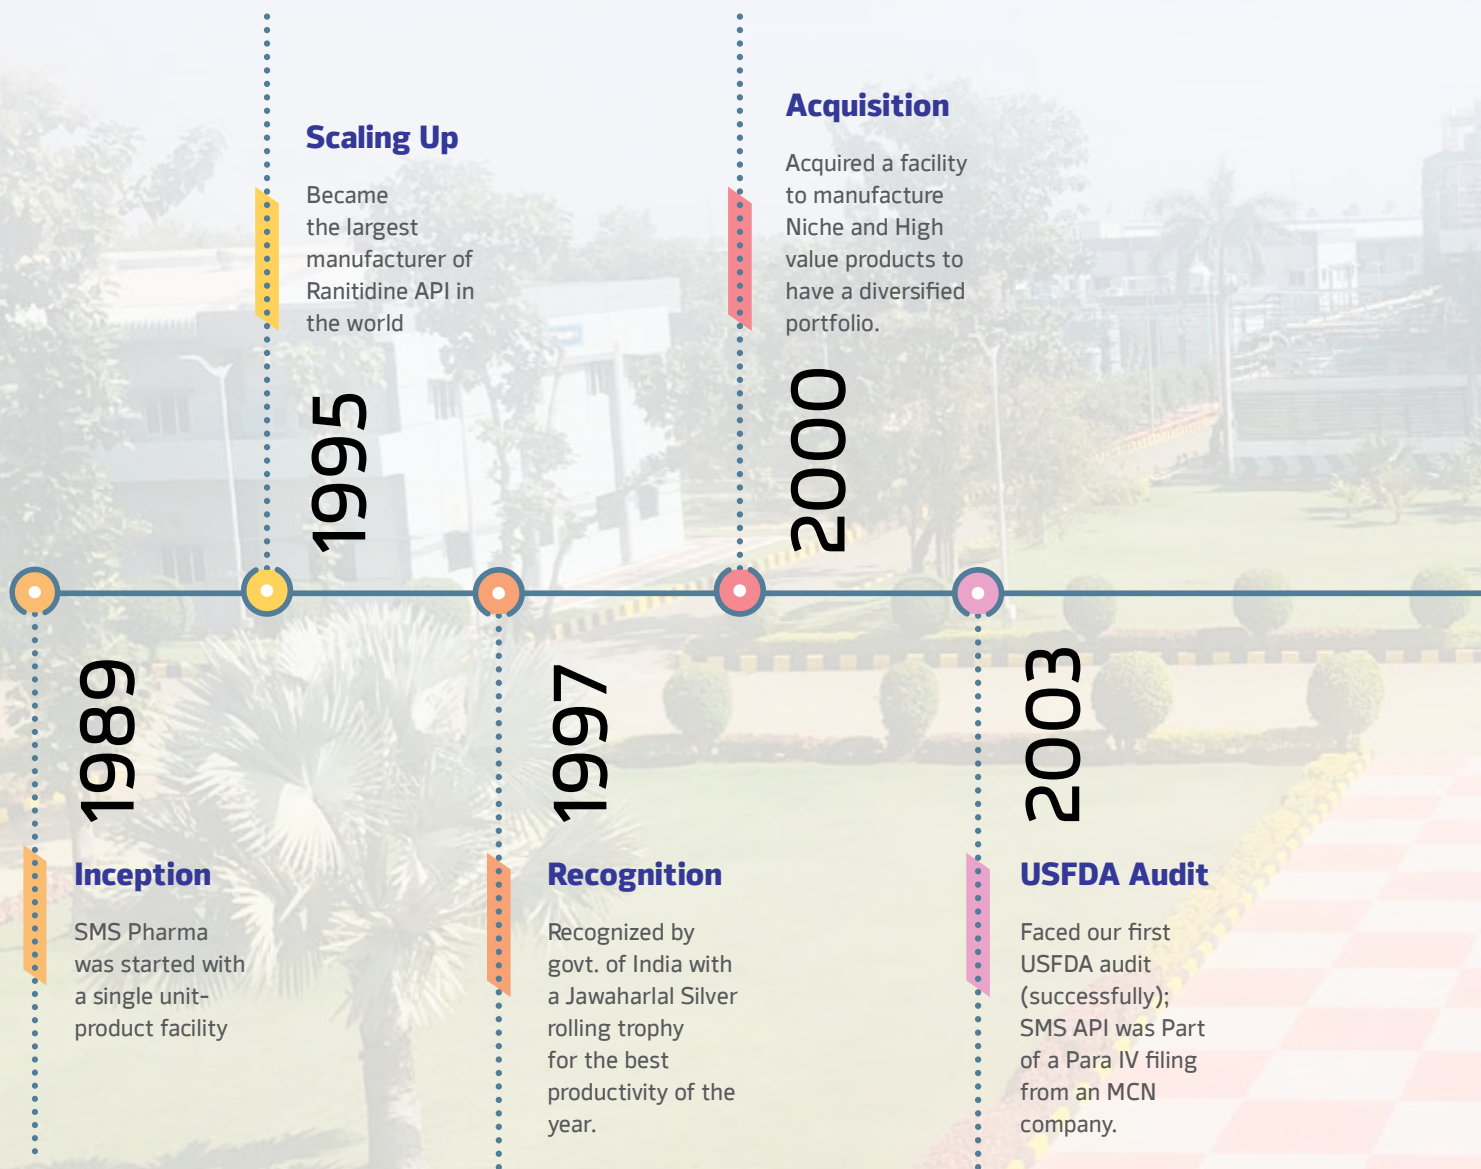 1989
Inception
SMS Pharma
was started with
a single unit-
product facility
Scaling Up
Became
the largest
manufacturer of
Ranitidine API in
the world
1995
1997
Recognition
Recognized by
govt. of India with
a Jawaharlal Silver
rolling trophy
for the best
productivity of the
year.
Acquisition
Acquired a facility
to manufacture
Niche and High
value products to
have a diversified
portfolio.
2000
2003
USFDA Audit
Faced our first
USFDA audit
(successfully);
SMS API was Part
of a Para IV filing
from an MCN
company.